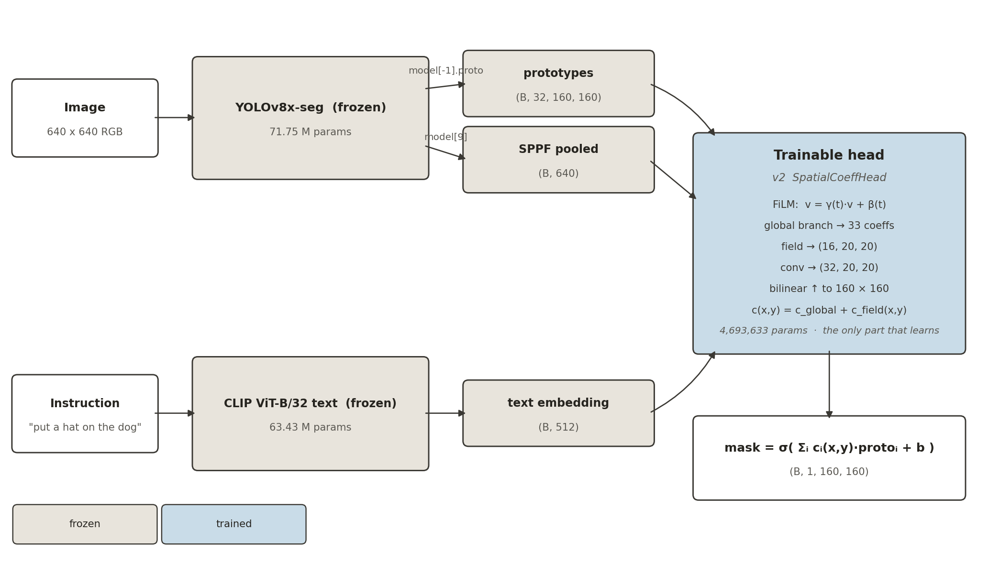 Image
640 x 640 RGB
YOLOv8x-seg (frozen)
71.75 M params
model[-1].proto
model[9]
prototypes
(B, 32, 160, 160)
SPPF pooled
(B, 640)
Trainable head
v2 SpatialCoeffHead
FiLM: v = γ(t)·v + β(t)
global branch → 33 coeffs
field → (16, 20, 20)
conv → (32, 20, 20)
bilinear ↑ to 160 × 160
c(x,y) = c_global + c_field(x,y)
4,693,633 params · the only part that learns
Instruction
"put a hat on the dog"
CLIP ViT-B/32 text (frozen)
63.43 M params
text embedding
(B, 512)
mask = σ( Σᵢ cᵢ(x,y)·protoᵢ + b )
(B, 1, 160, 160)
frozen
trained